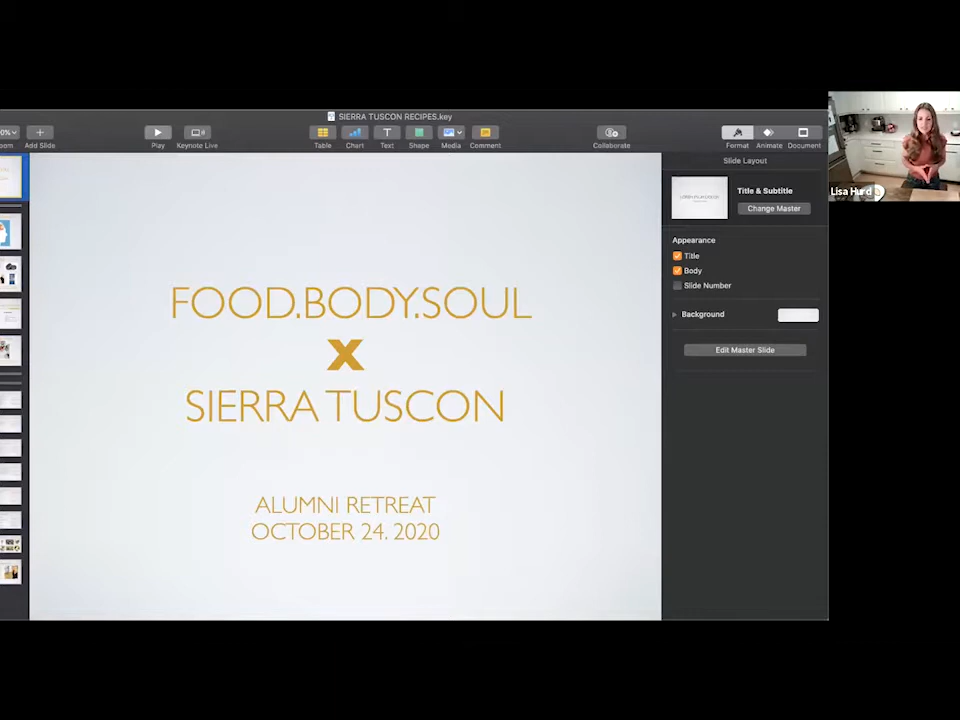 SIERRA TUSCON RECIPES.key
Add Slide
Play
Keynote Live
Table
Chart
Text
Shape
Media
Comment
Collaborate
Format
Animate
Document
Slide Layout
Title & Subtitle
Change Master
Appearance
Title
Body
Slide Number
Background
Edit Master Slide
FOOD.BODY.SOUL
X
SIERRA TUSCON
ALUMNI RETREAT
OCTOBER 24. 2020
Lisa Hurd